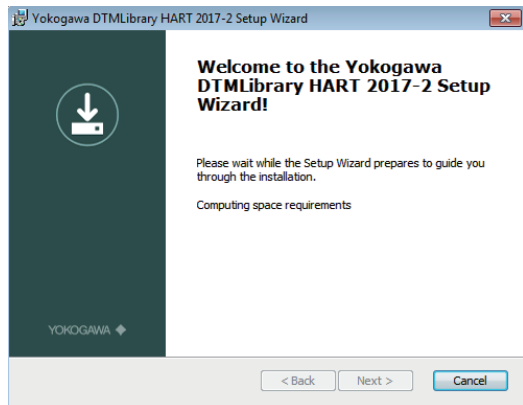 Yokogawa DTMLibrary HART 2017-2 Setup Wizard
Welcome to the Yokogawa
DTMLibrary HART 2017-2 Setup
Wizard!
Please wait while the Setup Wizard prepares to guide you
through the installation.
Computing space requirements
YOKOGAWA
< Back Next > Cancel